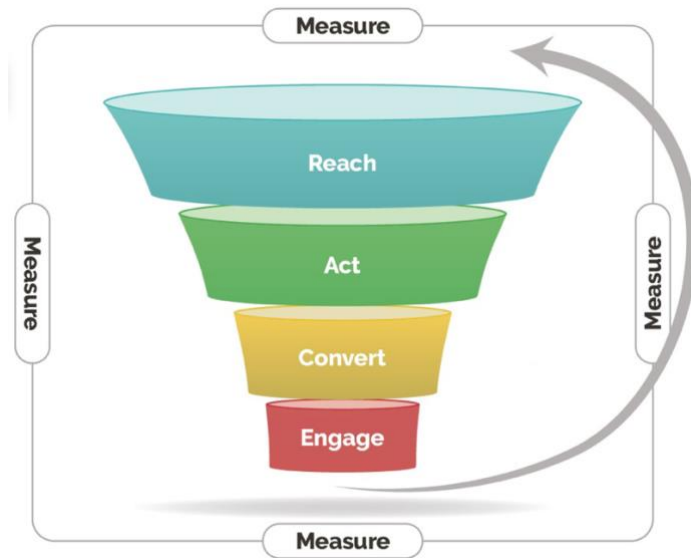 Measure
Reach
Act
Measure
Measure
Convert
Engage
Measure